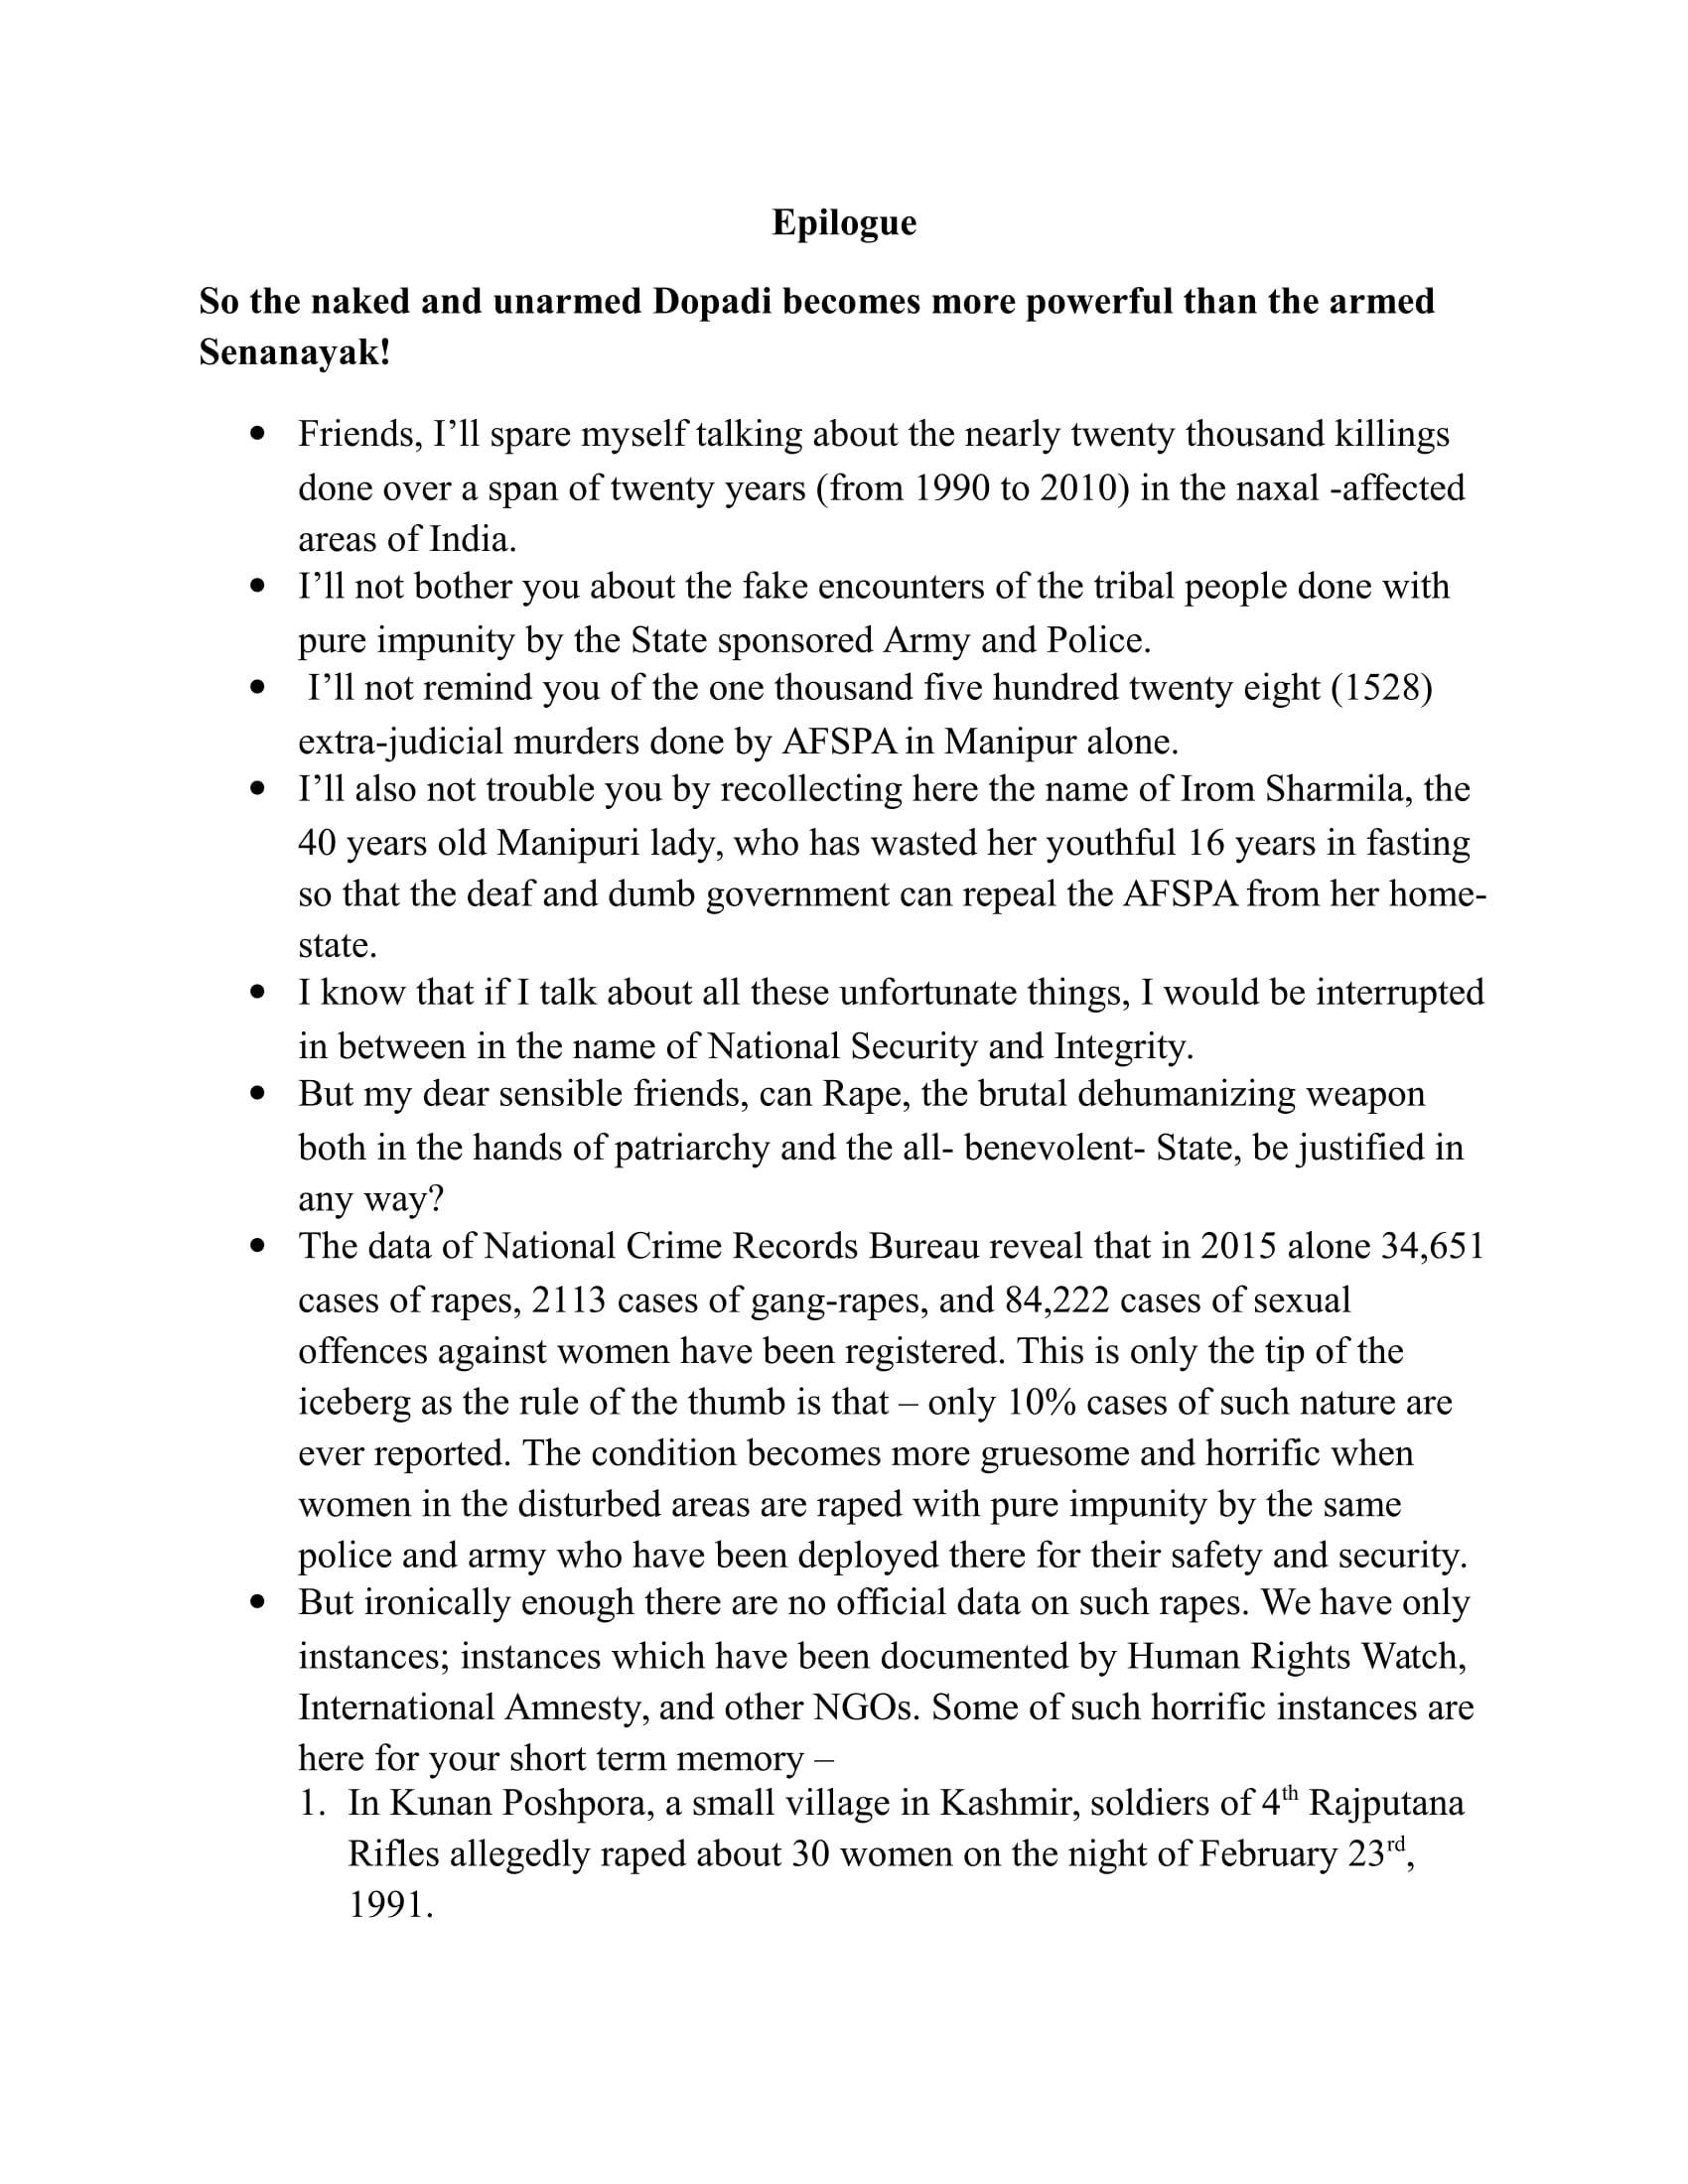 Epilogue
So the naked and unarmed Dopadi becomes more powerful than the armed
Senanayak!
• Friends, I’ll spare myself talking about the nearly twenty thousand killings
done over a span of twenty years (from 1990 to 2010) in the naxal -affected
areas of India.
• I’ll not bother you about the fake encounters of the tribal people done with
pure impunity by the State sponsored Army and Police.
• I’ll not remind you of the one thousand five hundred twenty eight (1528)
extra-judicial murders done by AFSPA in Manipur alone.
• I’ll also not trouble you by recollecting here the name of Irom Sharmila, the
40 years old Manipuri lady, who has wasted her youthful 16 years in fasting
so that the deaf and dumb government can repeal the AFSPA from her home-
state.
• I know that if I talk about all these unfortunate things, I would be interrupted
in between in the name of National Security and Integrity.
• But my dear sensible friends, can Rape, the brutal dehumanizing weapon
both in the hands of patriarchy and the all- benevolent- State, be justified in
any way?
• The data of National Crime Records Bureau reveal that in 2015 alone 34,651
cases of rapes, 2113 cases of gang-rapes, and 84,222 cases of sexual
offences against women have been registered. This is only the tip of the
iceberg as the rule of the thumb is that – only 10% cases of such nature are
ever reported. The condition becomes more gruesome and horrific when
women in the disturbed areas are raped with pure impunity by the same
police and army who have been deployed there for their safety and security.
• But ironically enough there are no official data on such rapes. We have only
instances; instances which have been documented by Human Rights Watch,
International Amnesty, and other NGOs. Some of such horrific instances are
here for your short term memory –
1. In Kunan Poshpora, a small village in Kashmir, soldiers of 4th Rajputana
Rifles allegedly raped about 30 women on the night of February 23rd,
1991.